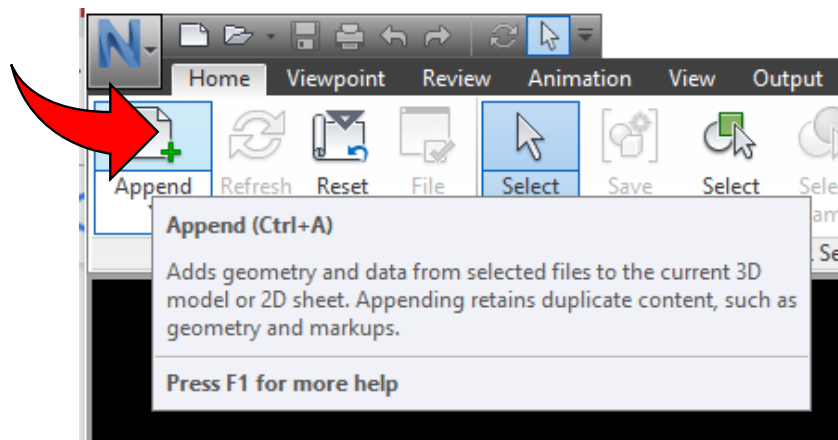 N
Home Viewpoint Review Animation View Output
Append Refresh Reset File Select Save Select
Append (Ctrl+A)
Adds geometry and data from selected files to the current 3D
model or 2D sheet. Appending retains duplicate content, such as
geometry and markups.
Press F1 for more help